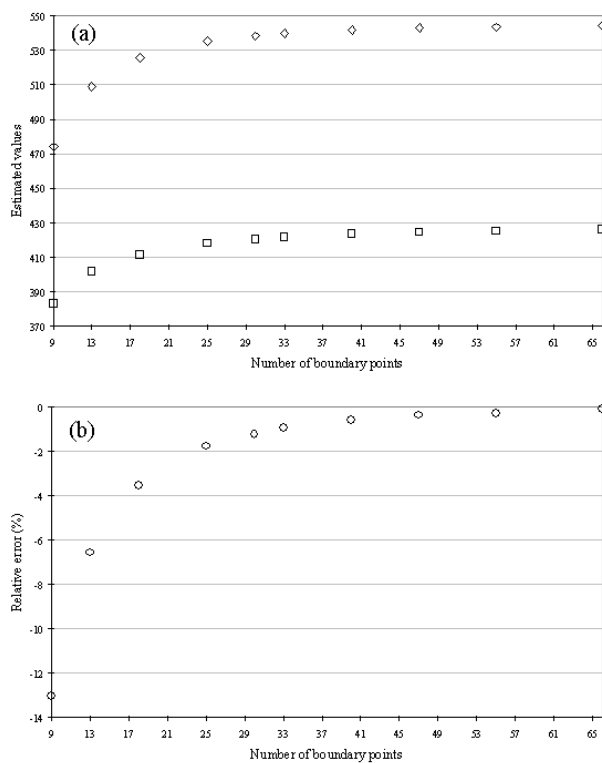 (a)
550
530
510
490
470
450
430
410
390
370
Estimated values
9 13 17 21 25 29 33 37 41 45 49 53 57 61 65
Number of boundary points
(b)
0
-2
-4
-6
-8
-10
-12
-14
Relative error (%)
9 13 17 21 25 29 33 37 41 45 49 53 57 61 65
Number of boundary points